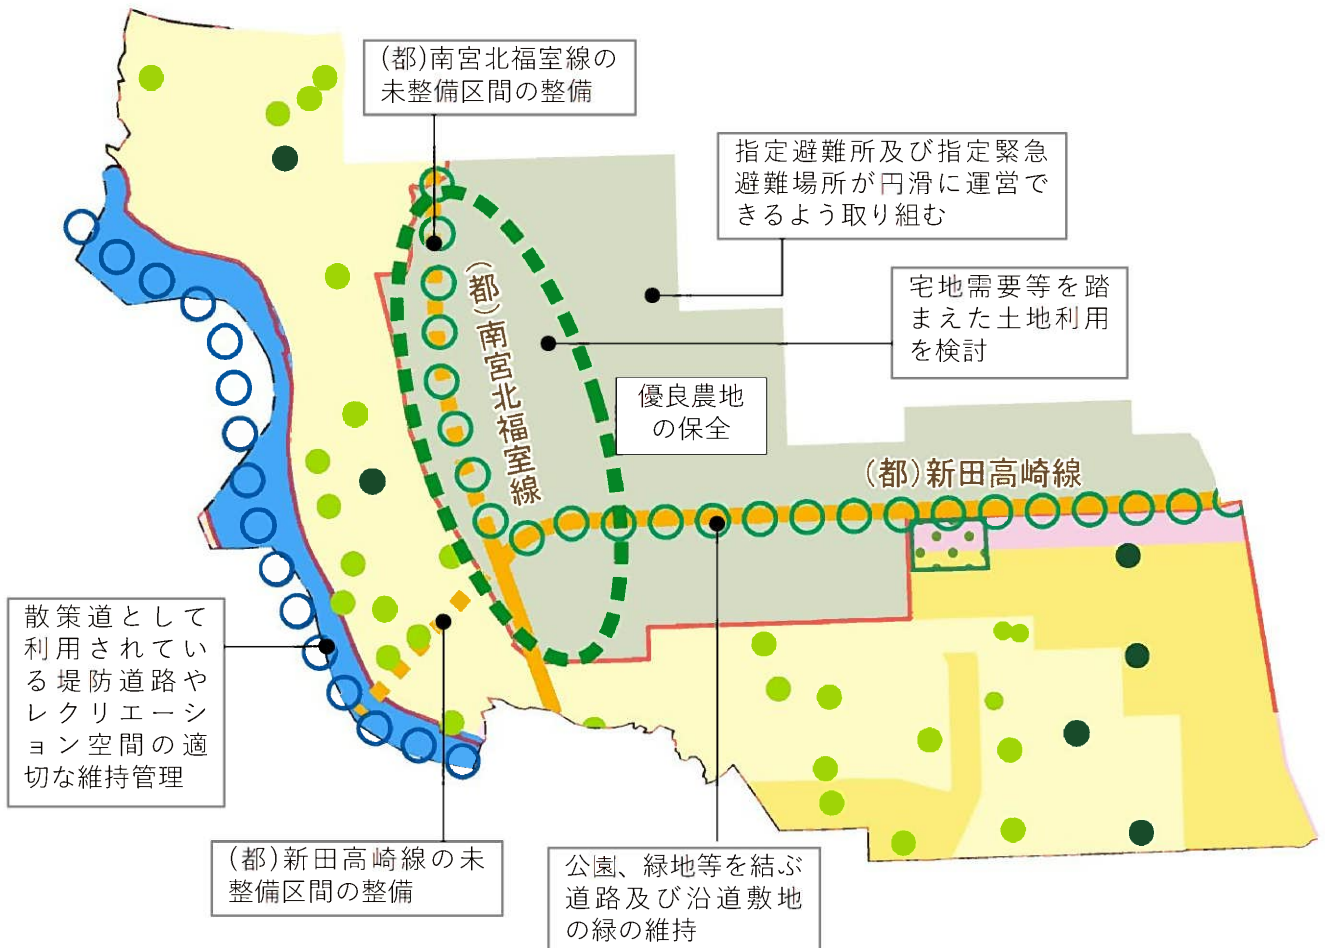 (都)南宮北福室線の
未整備区間の整備
指定避難所及び指定緊急
避難場所が円滑に運営で
きるよう取り組む
宅地需要等を踏
まえた土地利用
を検討
(都)南宮北福室線
優良農地
の保全
(都)新田高崎線
散策道として
利用されてい
る堤防道路や
レクリエーシ
ョン空間の適
切な維持管理
(都)新田高崎線の未
整備区間の整備
公園、緑地等を結ぶ
道路及び沿道敷地
の緑の維持